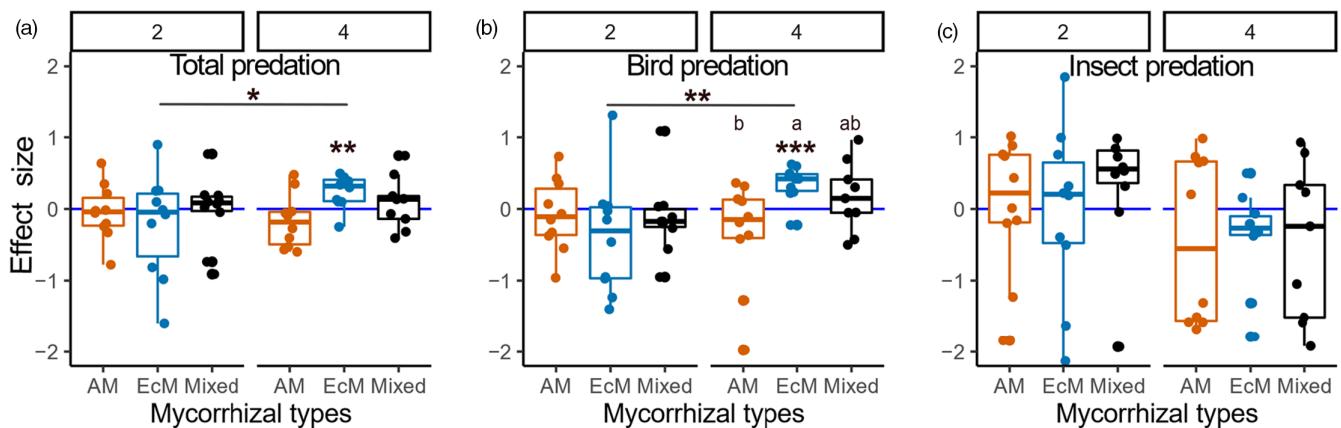 (a) 2 4
Total predation
*
**
2
1
0
−1
−2
Effect size
AM EcM Mixed AM EcM Mixed
Mycorrhizal types
(b) 2 4
Bird predation
**
b a ab
***
2
1
0
−1
−2
AM EcM Mixed AM EcM Mixed
Mycorrhizal types
(c) 2 4
Insect predation
2
1
0
−1
−2
AM EcM Mixed AM EcM Mixed
Mycorrhizal types